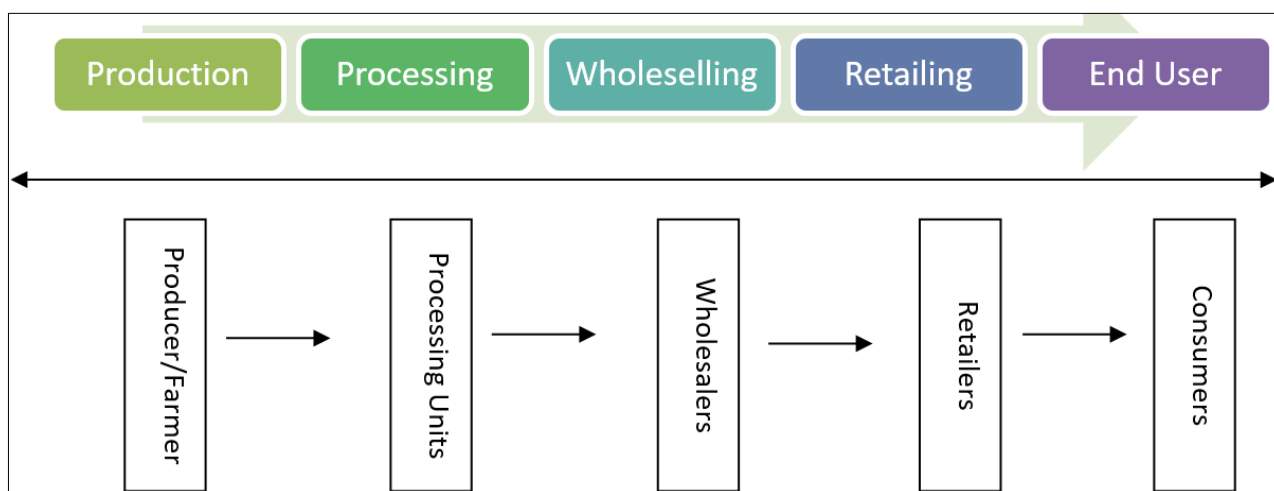 Production
Processing
Wholeselling
Retailing
End User
Producer/Farmer
Processing Units
Wholesalers
Retailers
Consumers